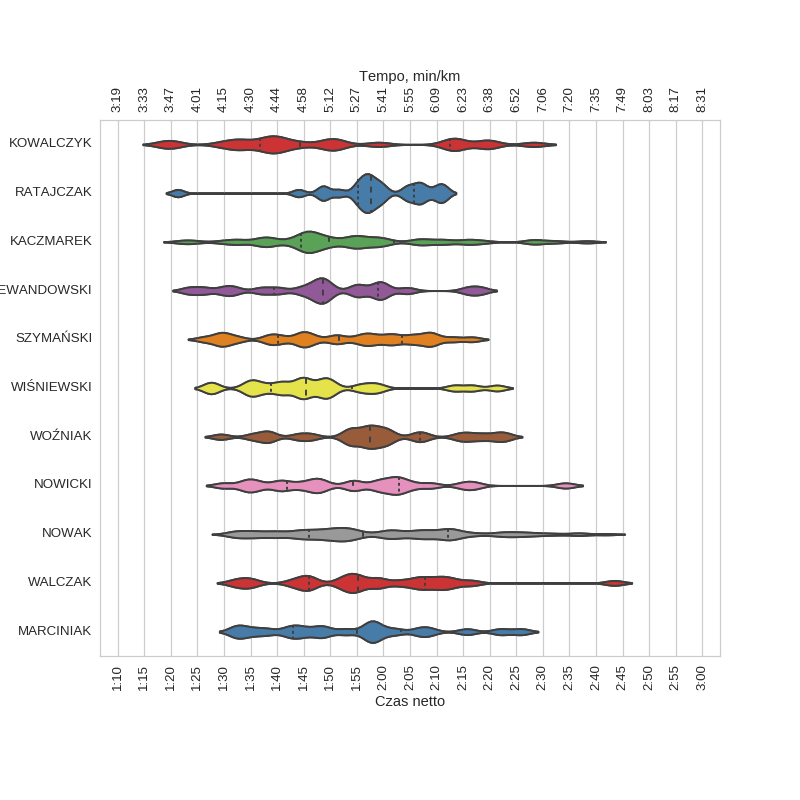 Tempo, min/km
3:19 3:33 3:47 4:01 4:15 4:30 4:44 4:58 5:12 5:27 5:41 5:55 6:09 6:23 6:38 6:52 7:06 7:20 7:35 7:49 8:03 8:17 8:31
KOWALCZYK
RATAJCZAK
KACZMAREK
EWANDOWSKI
SZYMAŃSKI
WIŚNIEWSKI
WOŹNIAK
NOWICKI
NOWAK
WALCZAK
MARCINIAK
1:10 1:15 1:20 1:25 1:30 1:35 1:40 1:45 1:50 1:55 2:00 2:05 2:10 2:15 2:20 2:25 2:30 2:35 2:40 2:45 2:50 2:55 3:00
Czas netto